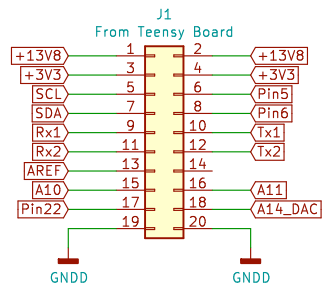 J1
From Teensy Board
+13V8 1 2 +13V8
+3V3 3 4 +3V3
SCL 5 6 Pin5
SDA 7 8 Pin6
Rx1 9 10 Tx1
Rx2 11 12 Tx2
AREF 13 14
A10 15 16 A11
Pin22 17 18 A14_DAC
19 20
GNDD GNDD